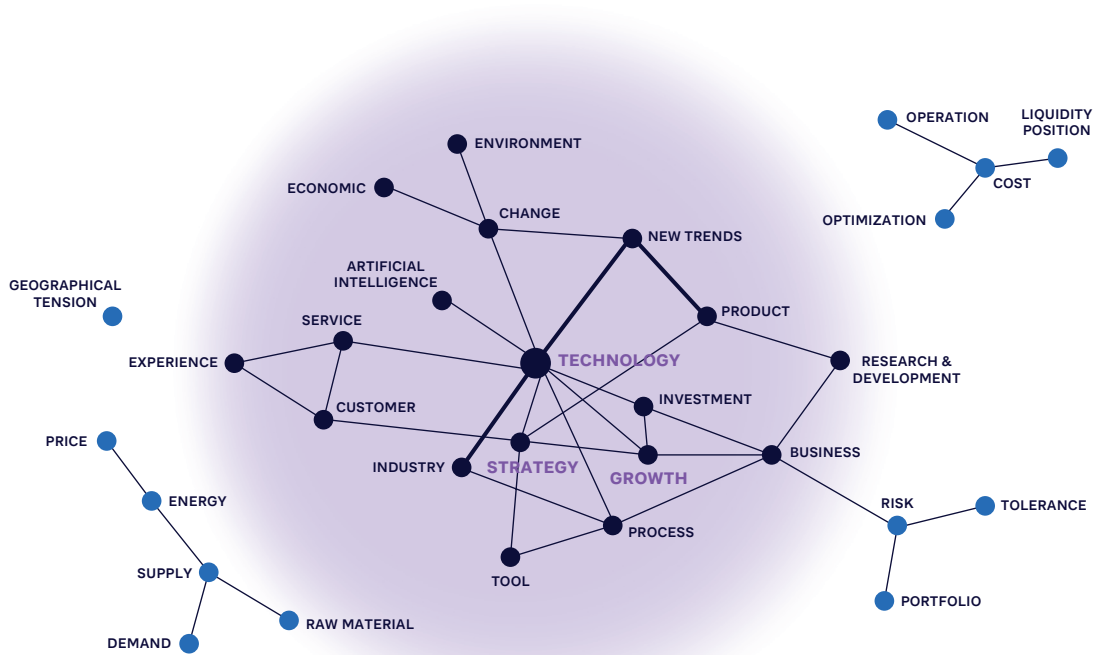 OPERATION
LIQUIDITY
POSITION
ENVIRONMENT
COST
ECONOMIC
CHANGE
OPTIMIZATION
NEW TRENDS
ARTIFICIAL
INTELLIGENCE
GEOGRAPHICAL
TENSION
PRODUCT
SERVICE
EXPERIENCE
TECHNOLOGY
RESEARCH &
DEVELOPMENT
INVESTMENT
CUSTOMER
PRICE
BUSINESS
INDUSTRY
STRATEGY
GROWTH
ENERGY
RISK
TOLERANCE
PROCESS
SUPPLY
TOOL
PORTFOLIO
RAW MATERIAL
DEMAND